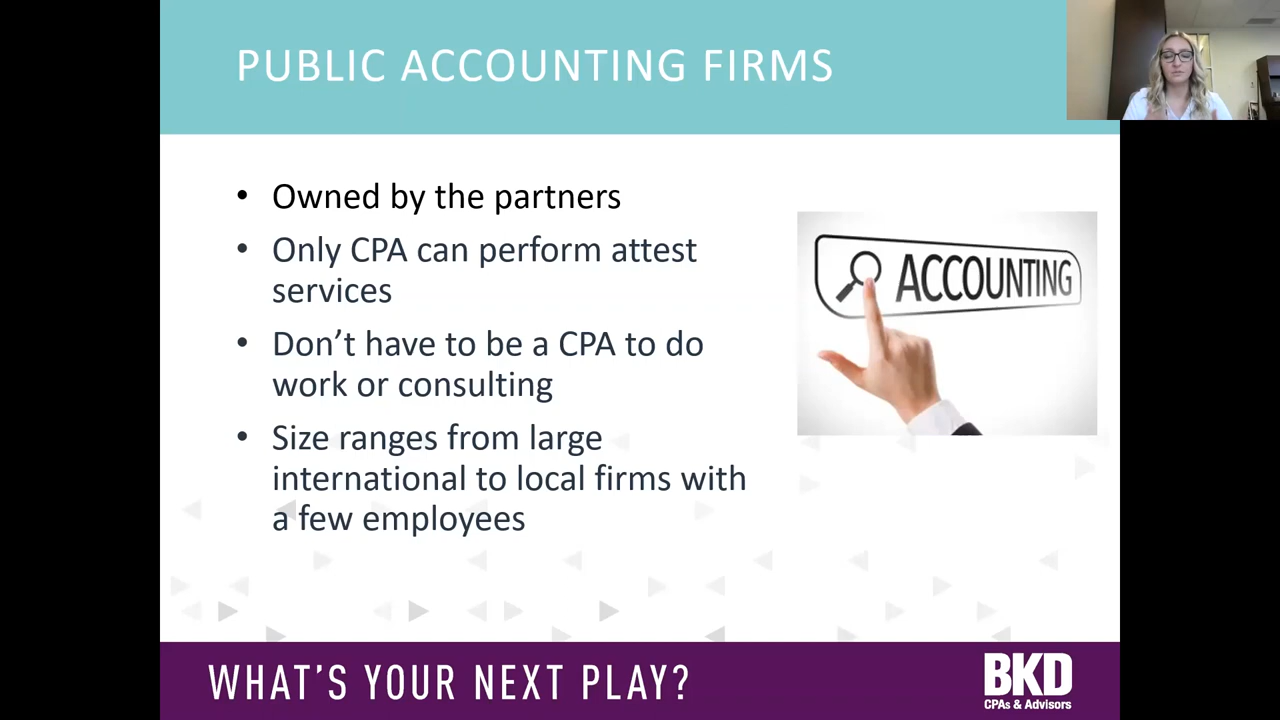 PUBLIC ACCOUNTING FIRMS
• Owned by the partners
• Only CPA can perform attest
services
• Don’t have to be a CPA to do
work or consulting
• Size ranges from large
international to local firms with
a few employees
ACCOUNTING
WHAT’S YOUR NEXT PLAY?
BKD
CPAs & Advisors